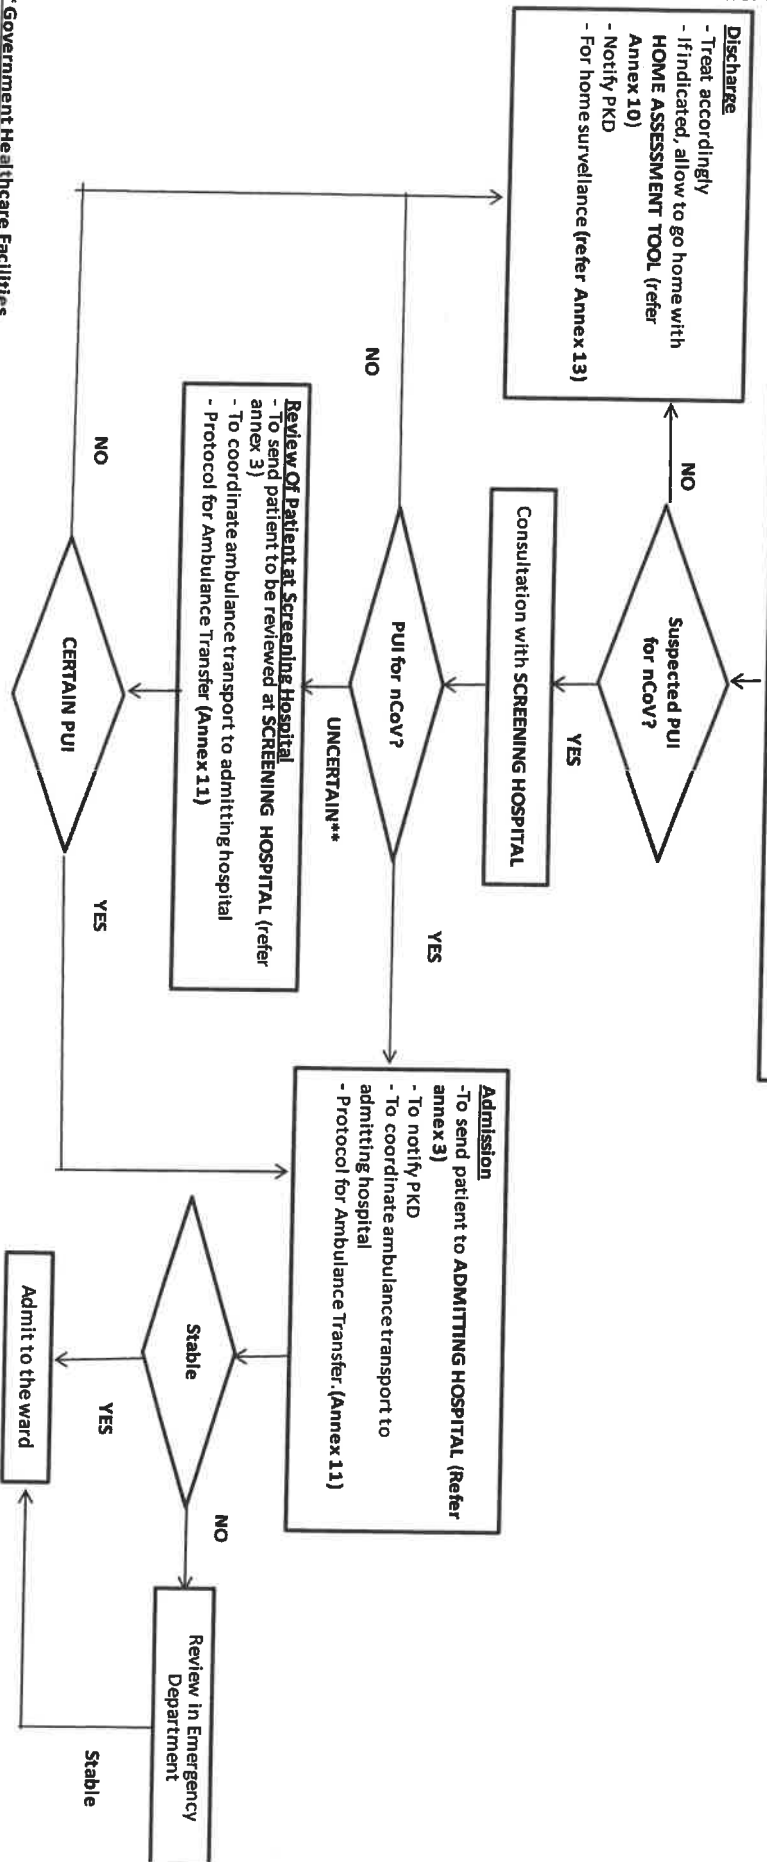 Suspected PUI
for nCoV?
NO
YES
Discharge
- Treat accordingly
- If indicated, allow to go home with
HOME ASSESSMENT TOOL (refer
Annex 10)
- Notify PKD
- For home survellance (refer Annex 13)
Consultation with SCREENING HOSPITAL
PUI for nCoV?
NO
YES
UNCERTAIN**
Review Of Patient at Screening Hospital
- To send patient to be reviewed at SCREENING HOSPITAL (refer
annex 3)
- To coordinate ambulance transport to admitting hospital
- Protocol for Ambulance Transfer (Annex 11)
CERTAIN PUI
NO
YES
Admission
-To send patient to ADMITTING HOSPITAL (Refer
annex3)
- To notify PKD
- To coordinate ambulance transport to
admitting hospital
- Protocol for Ambulance Transfer.(Annex 11)
Stable
YES
NO
Admit to the ward
Review in Emergency
Department
Stable
*Government Healthcare Facilities